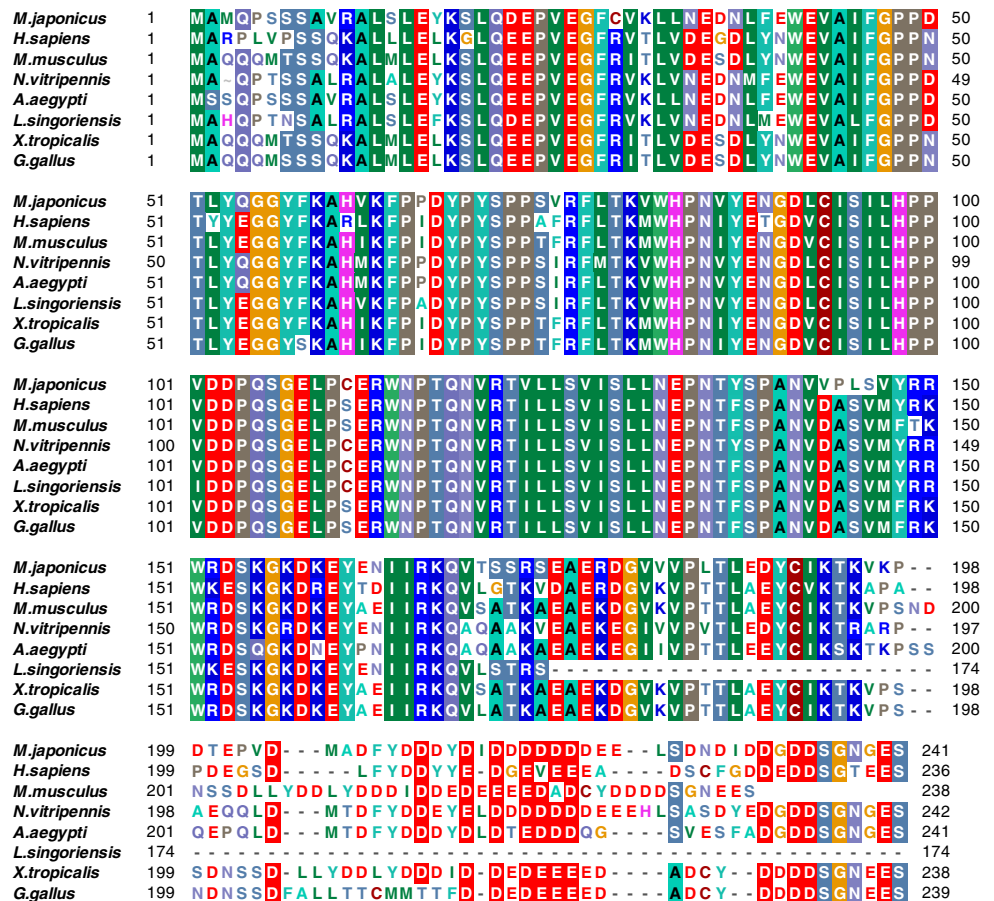 M.japonicus 1 MAMQPSSSAVRALSLEYKSLQDEPVEGFCVKLLNEDNLFEWEVAIFGPPD 50
H.sapiens 1 MARPLVPSSQKALLLELKGLQEEPVEGFRVTLVDEGDLYNWEVAIFGPPN 50
M.musculus 1 MAQQQMTSSQKALMLELKSLQEEPVEGFRITLVDESDLYNWEVAIFGPPN 50
N.vitripennis 1 MA~QPTSSALRALALEYKSLQEEPVEGFRVKLVNEDNMFEWEVAIFGPPD 49
A.aegypti 1 MSSQPSSSAVRALSLEYKSLQEEPVEGFRVKLLNEDNLFEWEVAIFGPPD 50
L.singoriensis 1 MAHQPTNSALRALSLEFKSLQEEPVEGFRVKLVNEDNLMEWEVALFGPPD 50
X.tropicalis 1 MAQQQMTSSQKALMLELKSLQEEPVEGFRITLVDESDLYNWEVAIFGPPN 50
G.gallus 1 MAQQQMSSSQKALMLELKSLQEEPVEGFRITLVDESDLYNWEVAIFGPPN 50
M.japonicus 51 TLYQGGYFKAHVKFPPDYPYSPPSVRFLTKVWHPNVYENGDLCISILHPP 100
H.sapiens 51 TYYEGGYFKARLKFPIDYPYSPPAFRFLTKMWHPNIYETGDVCISILHPP 100
M.musculus 51 TLYEGGYFKAHIKFPIDYPYSPPTFRFLTKMWHPNIYENGDVCISILHPP 100
N.vitripennis 50 TLYQGGYFKAHMKFPPDYPYSPPSIRFMTKVWHPNVYENGDLCISILHPP 99
A.aegypti 51 TLYQGGYFKAHMKFPPDYPYSPPSIRFLTKVWHPNVYENGDLCISILHPP 100
L.singoriensis 51 TLYEGGYFKAHVKFPADYPYSPPSIRFLTKVWHPNVYENGDLCISILHPP 100
X.tropicalis 51 TLYEGGYFKAHIKFPIDYPYSPPTFRFLTKMWHPNIYENGDVCISILHPP 100
G.gallus 51 TLYEGGYSKAHIKFPIDYPYSPPTFRFLTKMWHPNIYENGDVCISILHPP 100
M.japonicus 101 VDDPQSGELPCERWNPTQNVRTVLLSVISLLNEPNTYSPANVVPLSVYRR 150
H.sapiens 101 VDDPQSGELPSERWNPTQNVRTILLSVISLLNEPNTFSPANVDASVMYRK 150
M.musculus 101 VDDPQSGELPSERWNPTQNVRTILLSVISLLNEPNTFSPANVDASVMFTK 150
N.vitripennis 100 VDDPQSGELPCERWNPTQNVRTILLSVISLLNEPNTYSPANVDASVMYRR 149
A.aegypti 101 VDDPQSGELPCERWNPTQNVRTILLSVISLLNEPNTFSPANVDASVMYRR 150
L.singoriensis 101 IDDPQSGELPCERWNPTQNVRTILLSVISLLNEPNTFSPANVDASVMYRR 150
X.tropicalis 101 VDDPQSGELPSERWNPTQNVRTILLSVISLLNEPNTFSPANVDASVMYRK 150
G.gallus 101 VDDPQSGELPSERWNPTQNVRTILLSVISLLNEPNTFSPANVDASVMFRK 150
M.japonicus 151 WRDSKGKDKEYENIIRKQVTSSRSEAERDGVVVPLTLEDYCIKTKVKP-- 198
H.sapiens 151 WKESKGKDREYTDIIRKQVLGTKVDAERDGVKVPTTLAEYCVKTKAPA-- 198
M.musculus 151 WRDSKGKDKEYAEIIRKQVSATKAEAEKDGVKVPTTLAEYCIKTKVPSND 200
N.vitripennis 150 WRDSKGRDKEYENIIRKQAQAAKVEAEKEGIVVPVTLEDYCIKTRARP-- 197
A.aegypti 151 WRDSQGKDNEYPNIIRKQAQAAKAEAEKEGIIVPTTLEEYCIKSKTKPSS 200
L.singoriensis 151 WKESKGKDKEYENIIRKQVLSTRS-------------------------- 174
X.tropicalis 151 WRDSKGKDKEYAEIIRKQVSATKAEAEKDGVKVPTTLAEYCIKTKVPS-- 198
G.gallus 151 WRDSKGKDKEYAEIIRKQVLATKAEAEKDGVKVPTTLAEYCIKTKVPS-- 198
M.japonicus 199 DTEPVD---MADFYDDDYDIDDDDDDDEE--LSDNDIDDGDDSGNGES 241
H.sapiens 199 PDEGSD-----LFYDDYYE-DGEVEEEA---DSCFGDDEDDSGTEES 236
M.musculus 201 NSSDLLYDDLYDDDIDDEDEEEEDADCYDDDDSGNEES 238
N.vitripennis 198 AEQQLD---MTDFYDDEYELDDDDDDDEEEHLSASDYEDGDDSGNGES 242
A.aegypti 201 QEPQLD---MTDFYDDDYDLDTEDDDQG----SVESFADGDDSGNGES 241
L.singoriensis 174 ------------------------------------------------ 174
X.tropicalis 199 SDNSSD-LLYDDLYDDDID-DEDEEEED----ADCY-DDDDSGNEES 238
G.gallus 199 NDNSSDFALLTTCMMTTFD-DEDEEEED----ADCY-DDDDSGNEES 239